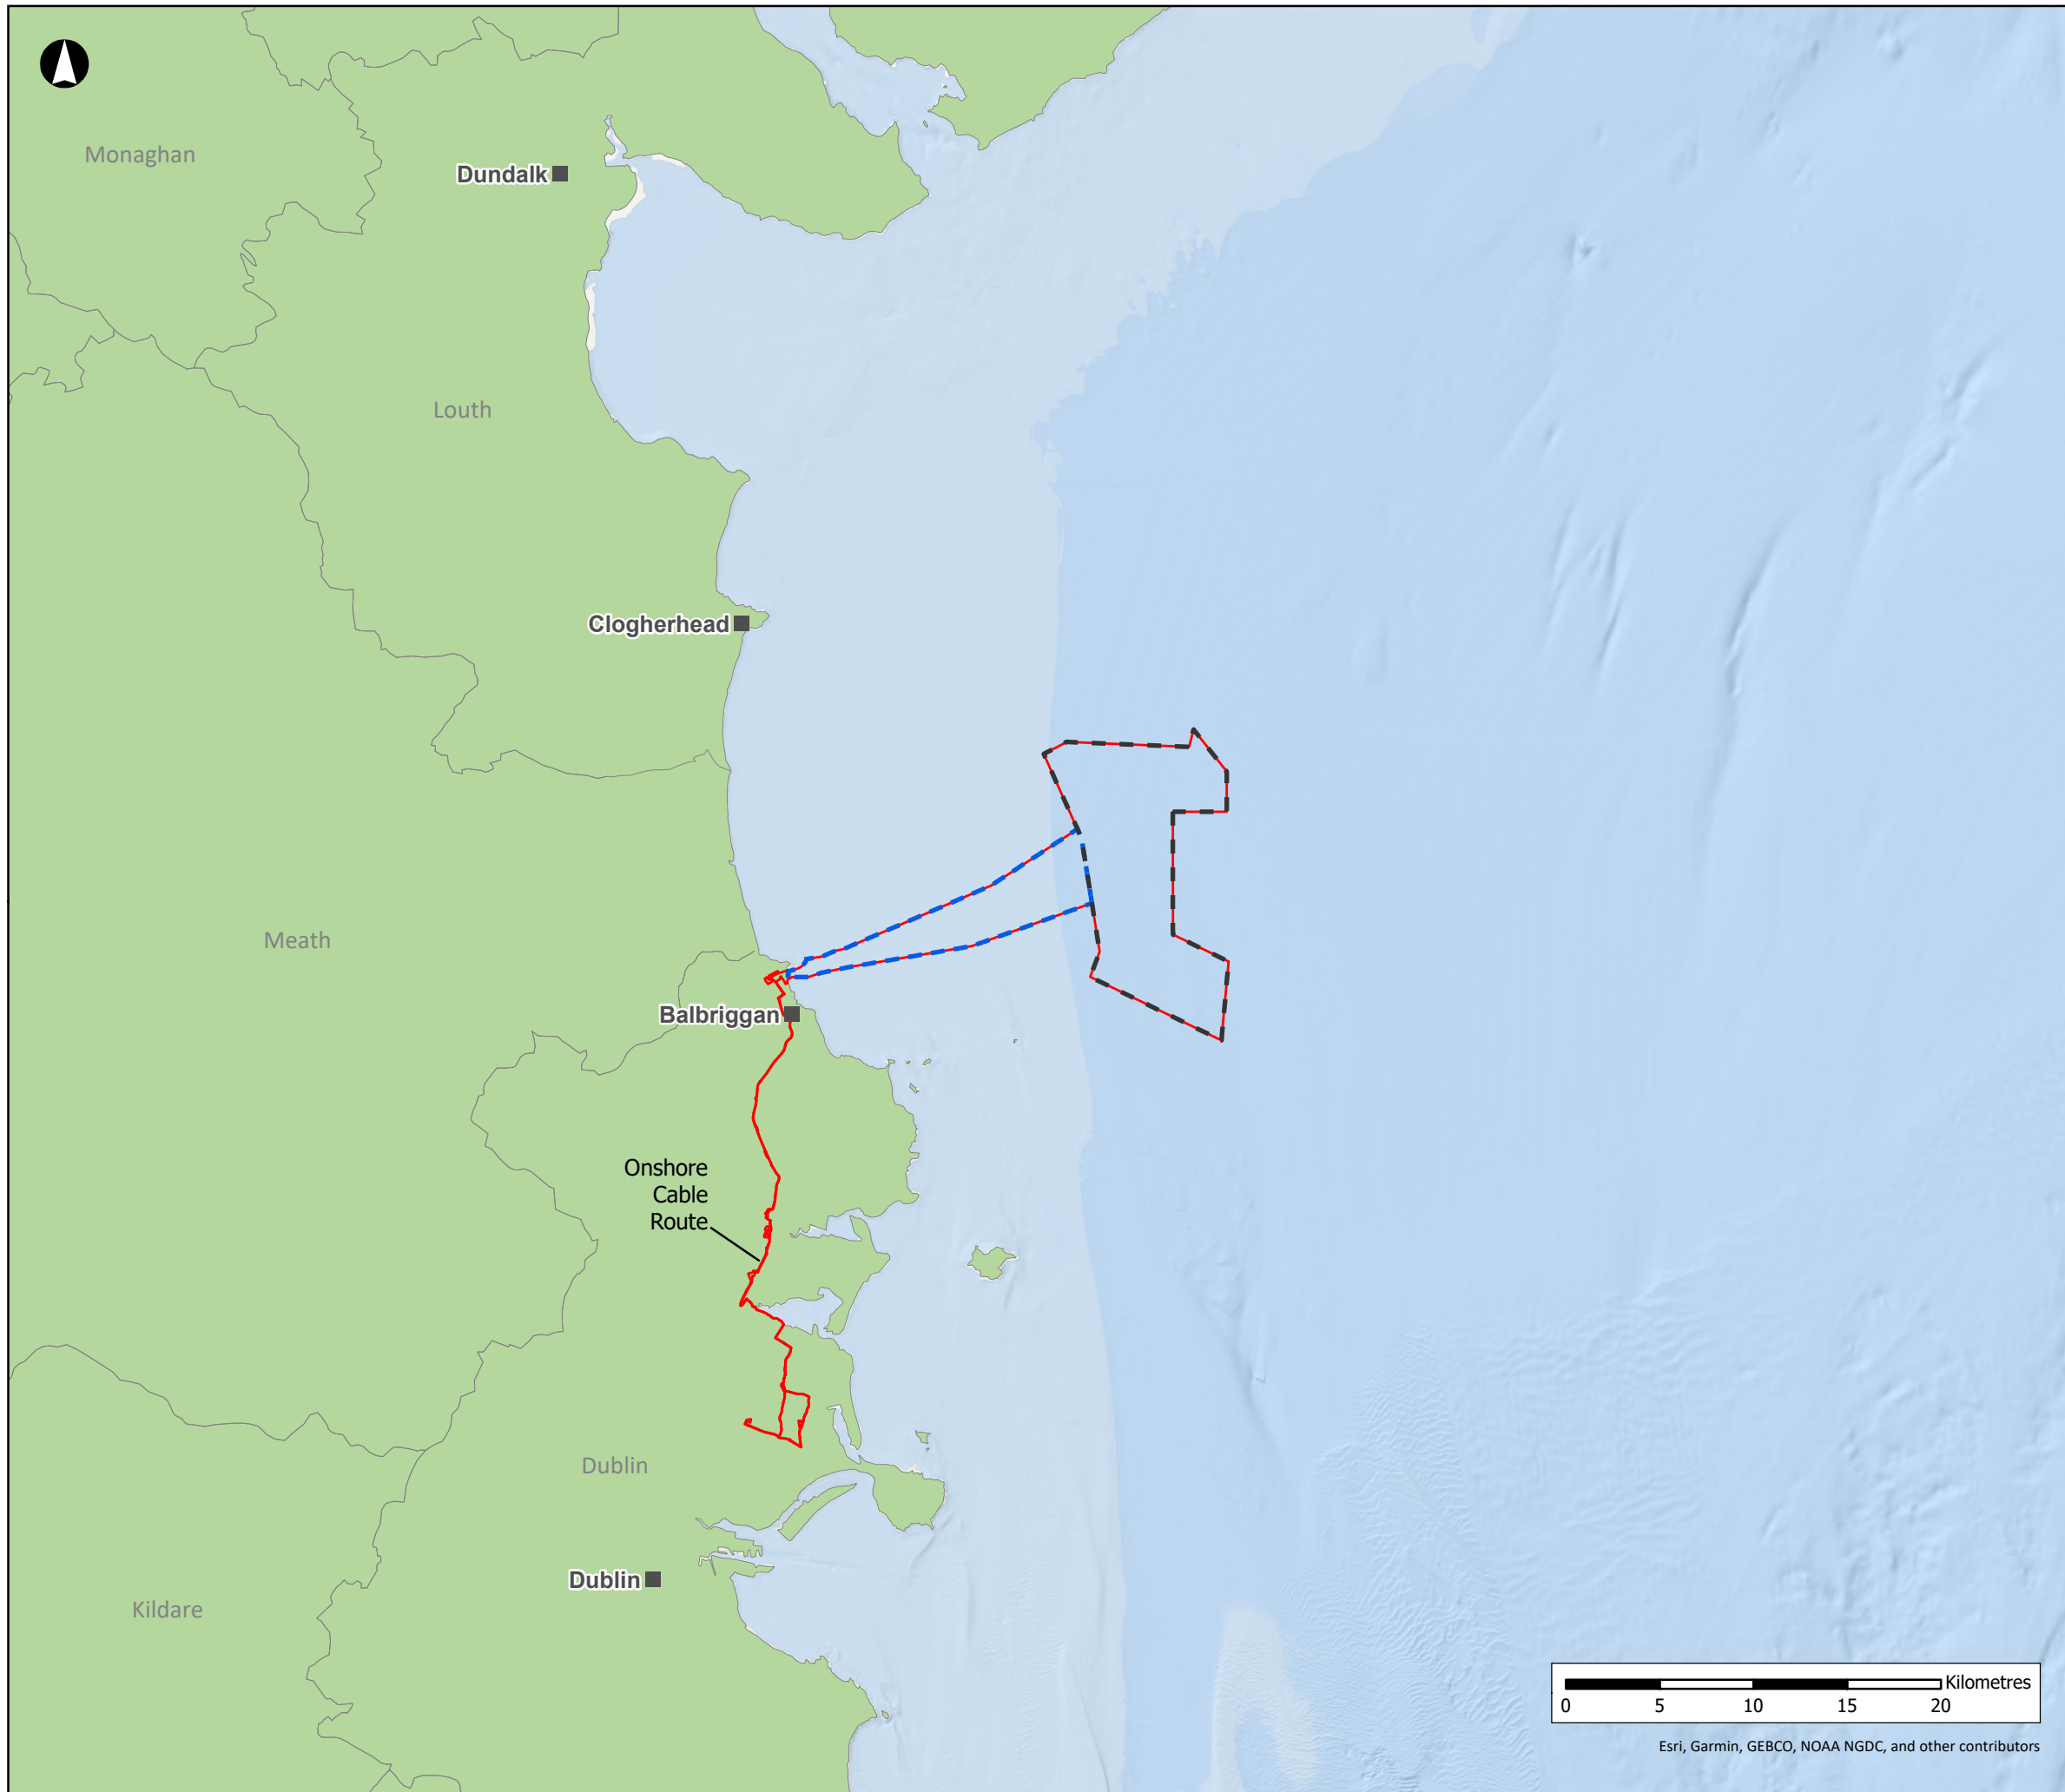 Monaghan
Dundalk
Louth
Clogherhead
Meath
Balbriggan
Onshore
Cable
Route
Dublin
Dublin
Kildare
Kilometres
0 5 10 15 20
Esri, Garmin, GEBCO, NOAA NGDC, and other contributors